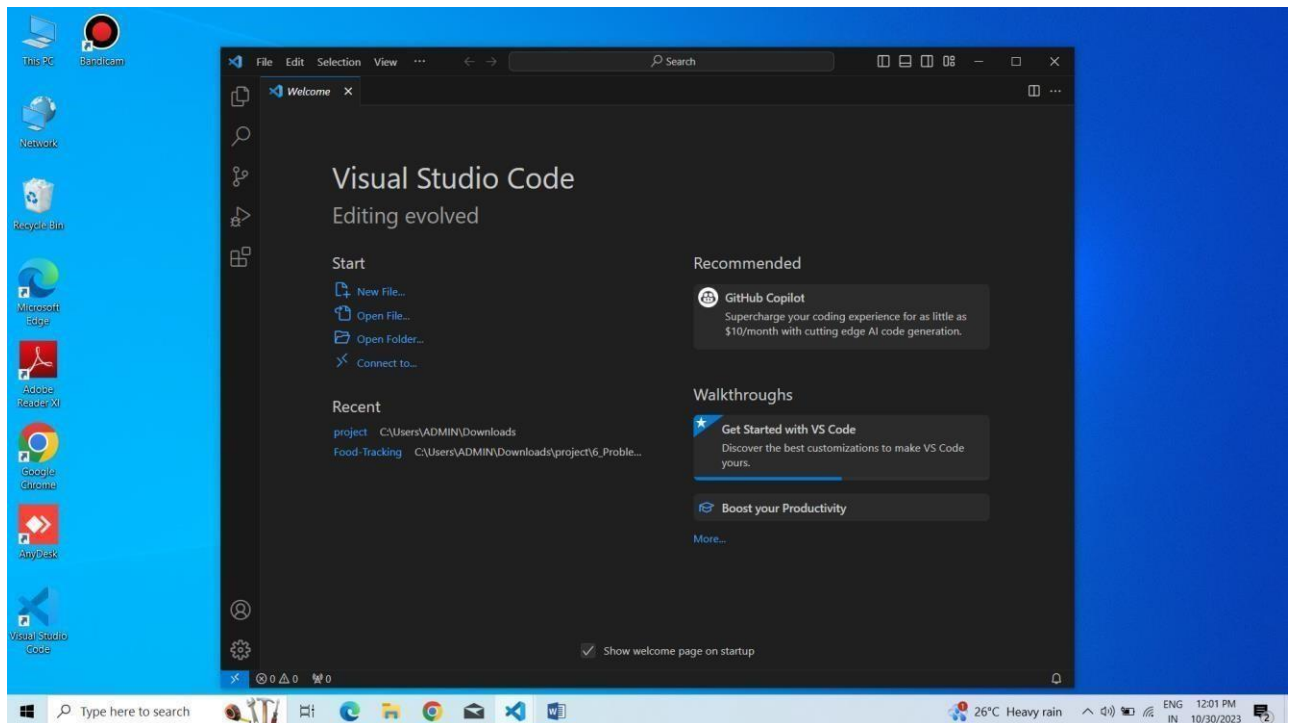 This PC
Bandicam
Network
Recycle Bin
Microsoft
Edge
Adobe
Reader XI
Google
Chrome
AnyDesk
Visual Studio
Code
File Edit Selection View ···
Search
Welcome
Visual Studio Code
Editing evolved
Start
New File...
Open File...
Open Folder...
Connect to...
Recent
project C:\Users\ADMIN\Downloads
Food-Tracking C:\Users\ADMIN\Downloads\project\6_Proble...
Recommended
GitHub Copilot
Supercharge your coding experience for as little as
$10/month with cutting edge AI code generation.
Walkthroughs
Get Started with VS Code
Discover the best customizations to make VS Code
yours.
Boost your Productivity
More...
Show welcome page on startup
0 0 0
Type here to search
W
26°C Heavy rain
ENG
IN
12:01 PM
10/30/2023
2